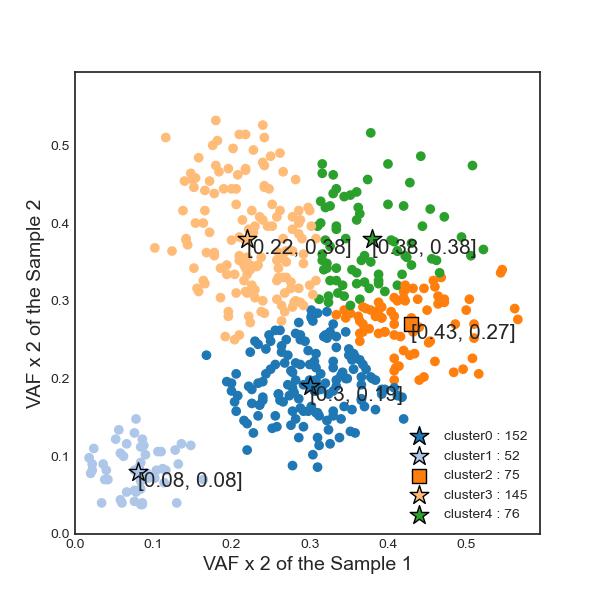 0.5
0.4
0.3
0.2
0.1
0.0
VAF x 2 of the Sample 2
[0.22, 0.38]
[0.38, 0.38]
[0.43, 0.27]
[0.3, 0.19]
[0.08, 0.08]
cluster0 : 152
cluster1 : 52
cluster2 : 75
cluster3 : 145
cluster4 : 76
0.0 0.1 0.2 0.3 0.4 0.5
VAF x 2 of the Sample 1